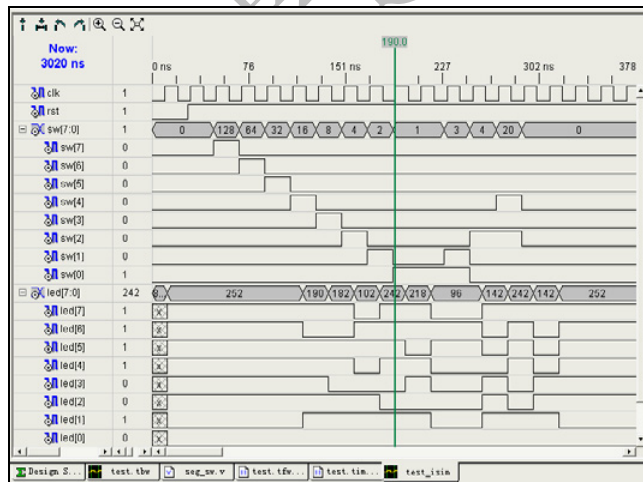 190.0
Now:
3020 ns
0 ns 76 151 ns 227 302 ns 378
clk 1
rst 1
sw[7:0] 1 0 128 64 32 16 8 4 2 1 3 4 20 0
sw[7] 0
sw[6] 0
sw[5] 0
sw[4] 0
sw[3] 0
sw[2] 0
sw[1] 0
sw[0] 1
led[7:0] 242 252 190 182 102 242 218 96 142 242 142 252
led[7] 1
led[6] 1
led[5] 1
led[4] 1
led[3] 0
led[2] 0
led[1] 1
led[0] 0
Design S... test.tbw seg_sw.v test.tfw... test.tim... test_isim